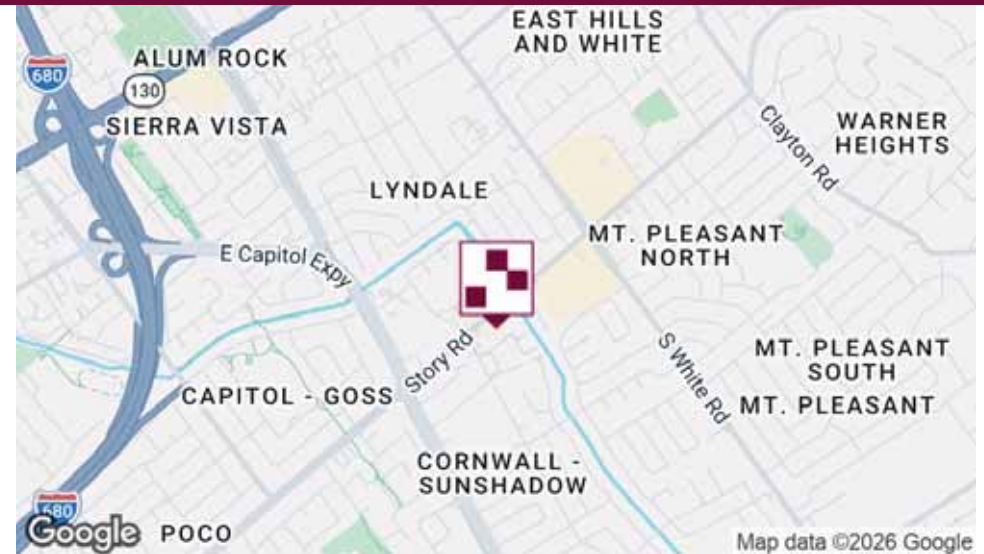 EAST HILLS
AND WHITE
ALUM ROCK
680
130
SIERRA VISTA
Clayton Rd
WARNER
HEIGHTS
LYNDALE
MT. PLEASANT
NORTH
E Capitol Expy
Story Rd
S White Rd
MT. PLEASANT
SOUTH
CAPITOL - GOSS
MT. PLEASANT
CORNWALL -
SUNSHADOW
680
Google
POCO
Map data ©2026 Google